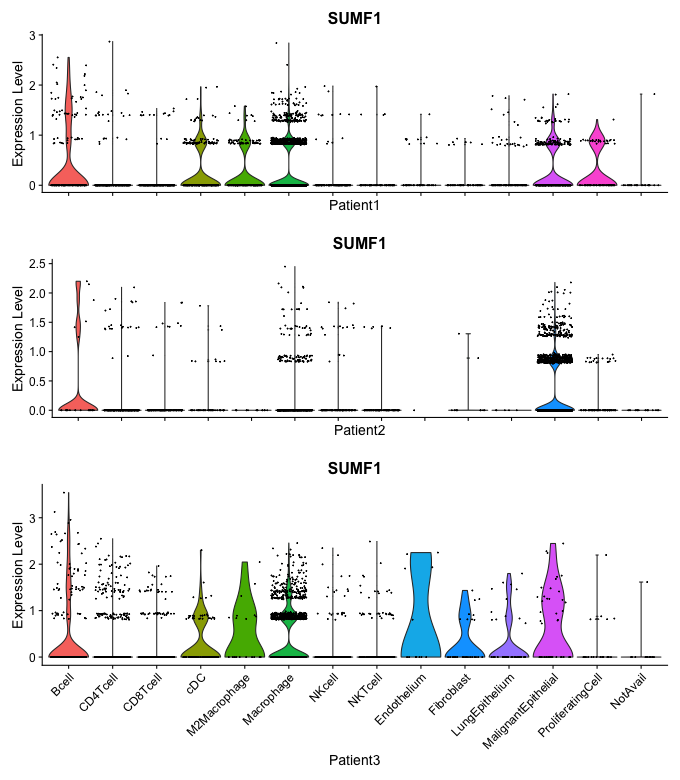 SUMF1
3
2
1
0
Expression Level
Patient1
SUMF1
2.5
2.0
1.5
1.0
0.5
0.0
Expression Level
Patient2
SUMF1
3
2
1
0
Expression Level
Bcell
CD4Tcell
CD8Tcell
cDC
M2Macrophage
Macrophage
NKcell
NKTcell
Endothelium
Fibroblast
LungEpithelium
MalignantEpithelial
ProliferatingCell
NotAvail
Patient3